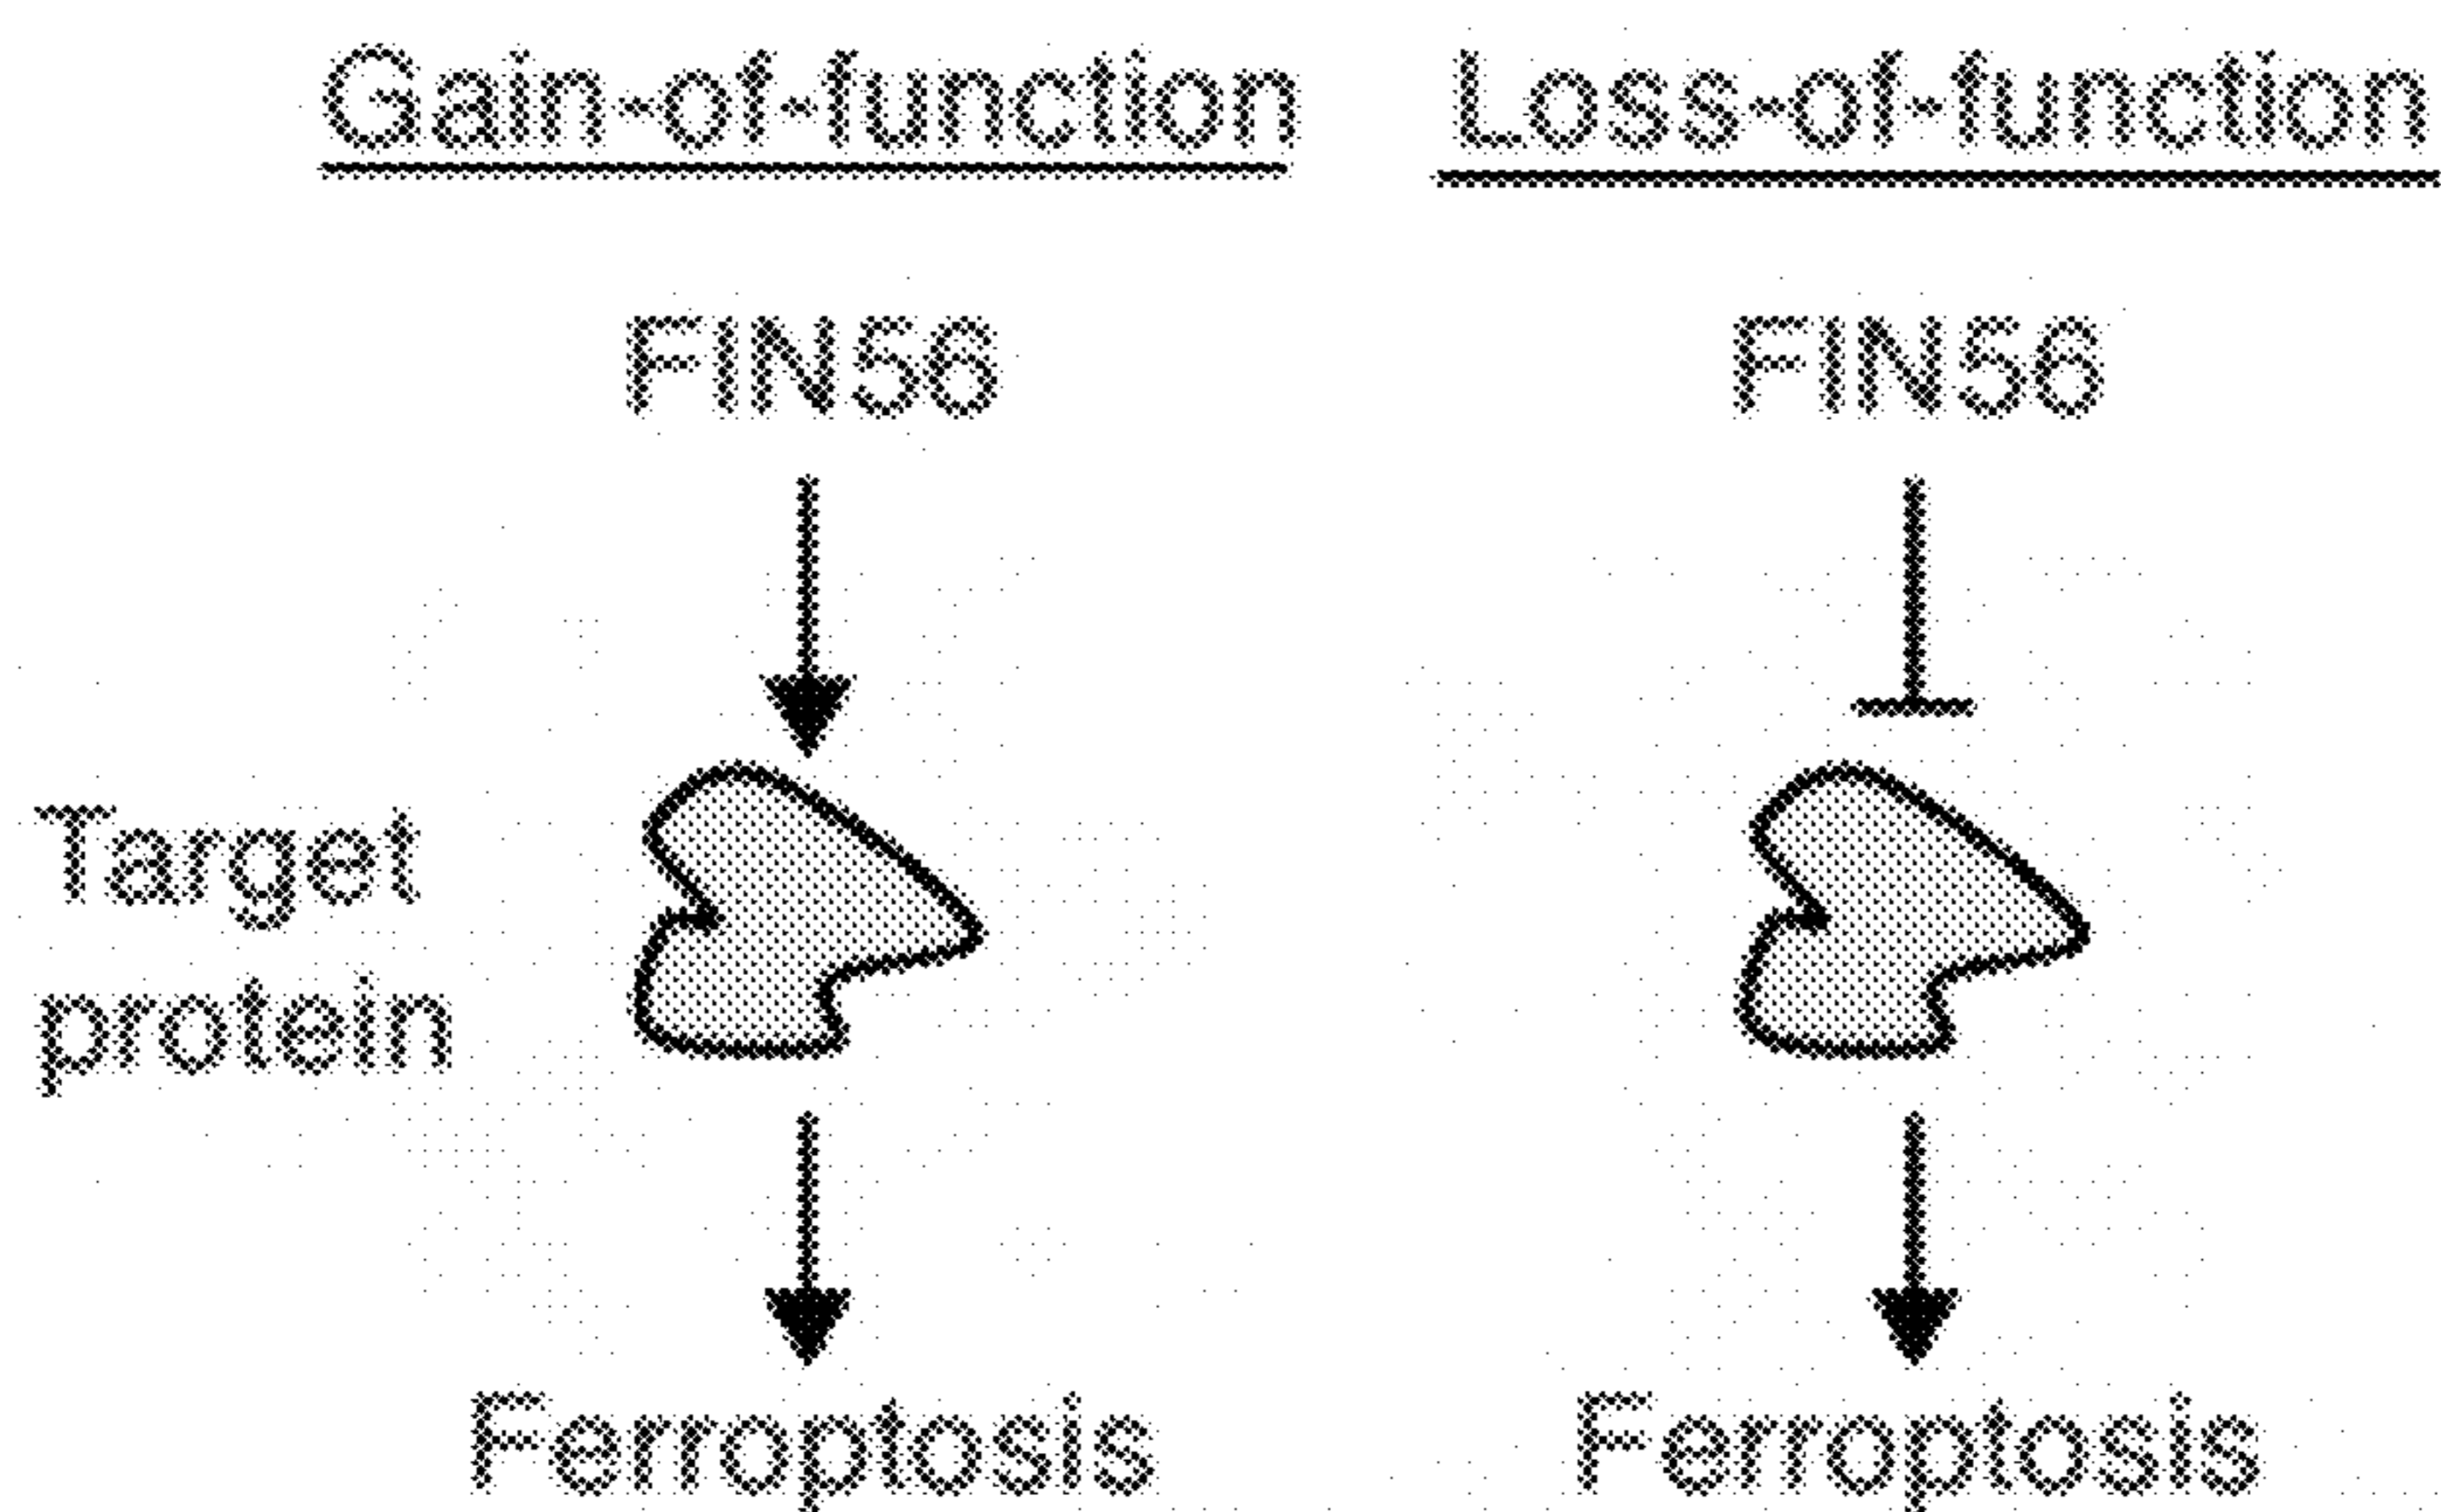 Gain-of-function Loss-of-function
FIN56 FIN56
Target
protein
Ferroptosis Ferroptosis